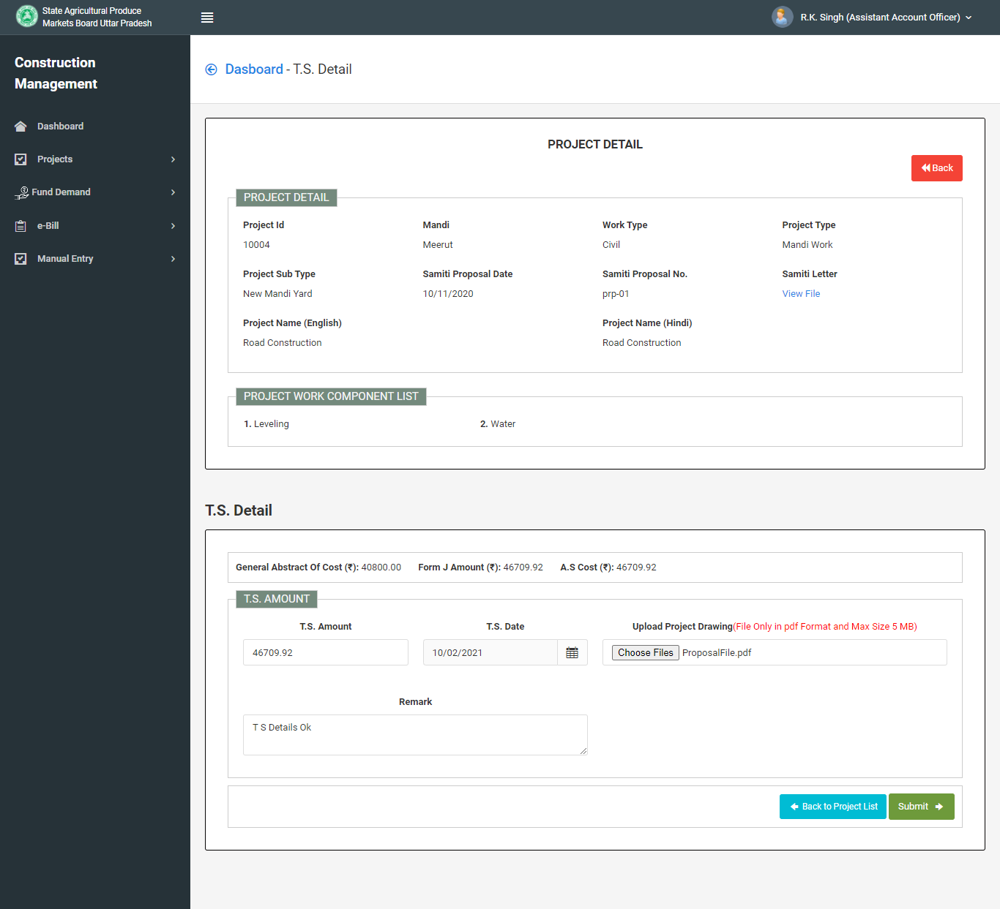 State Agricultural Produce
Markets Board Uttar Pradesh
R.K. Singh (Assistant Account Officer)
Construction
Management
Dashboard
Projects
Fund Demand
e-Bill
Manual Entry
Dasboard - T.S. Detail
PROJECT DETAIL
Back
PROJECT DETAIL
Project Id Mandi Work Type Project Type
10004 Meerut Civil Mandi Work
Project Sub Type Samiti Proposal Date Samiti Proposal No. Samiti Letter
New Mandi Yard 10/11/2020 prp-01 View File
Project Name (English) Project Name (Hindi)
Road Construction Road Construction
PROJECT WORK COMPONENT LIST
1. Leveling 2. Water
T.S. Detail
General Abstract Of Cost (₹): 40800.00 Form J Amount (₹): 46709.92 A.S Cost (₹): 46709.92
T.S. AMOUNT
T.S. Amount T.S. Date Upload Project Drawing(File Only in pdf Format and Max Size 5 MB)
46709.92 10/02/2021 Choose Files ProposalFile.pdf
Remark
T S Details Ok
Back to Project List Submit